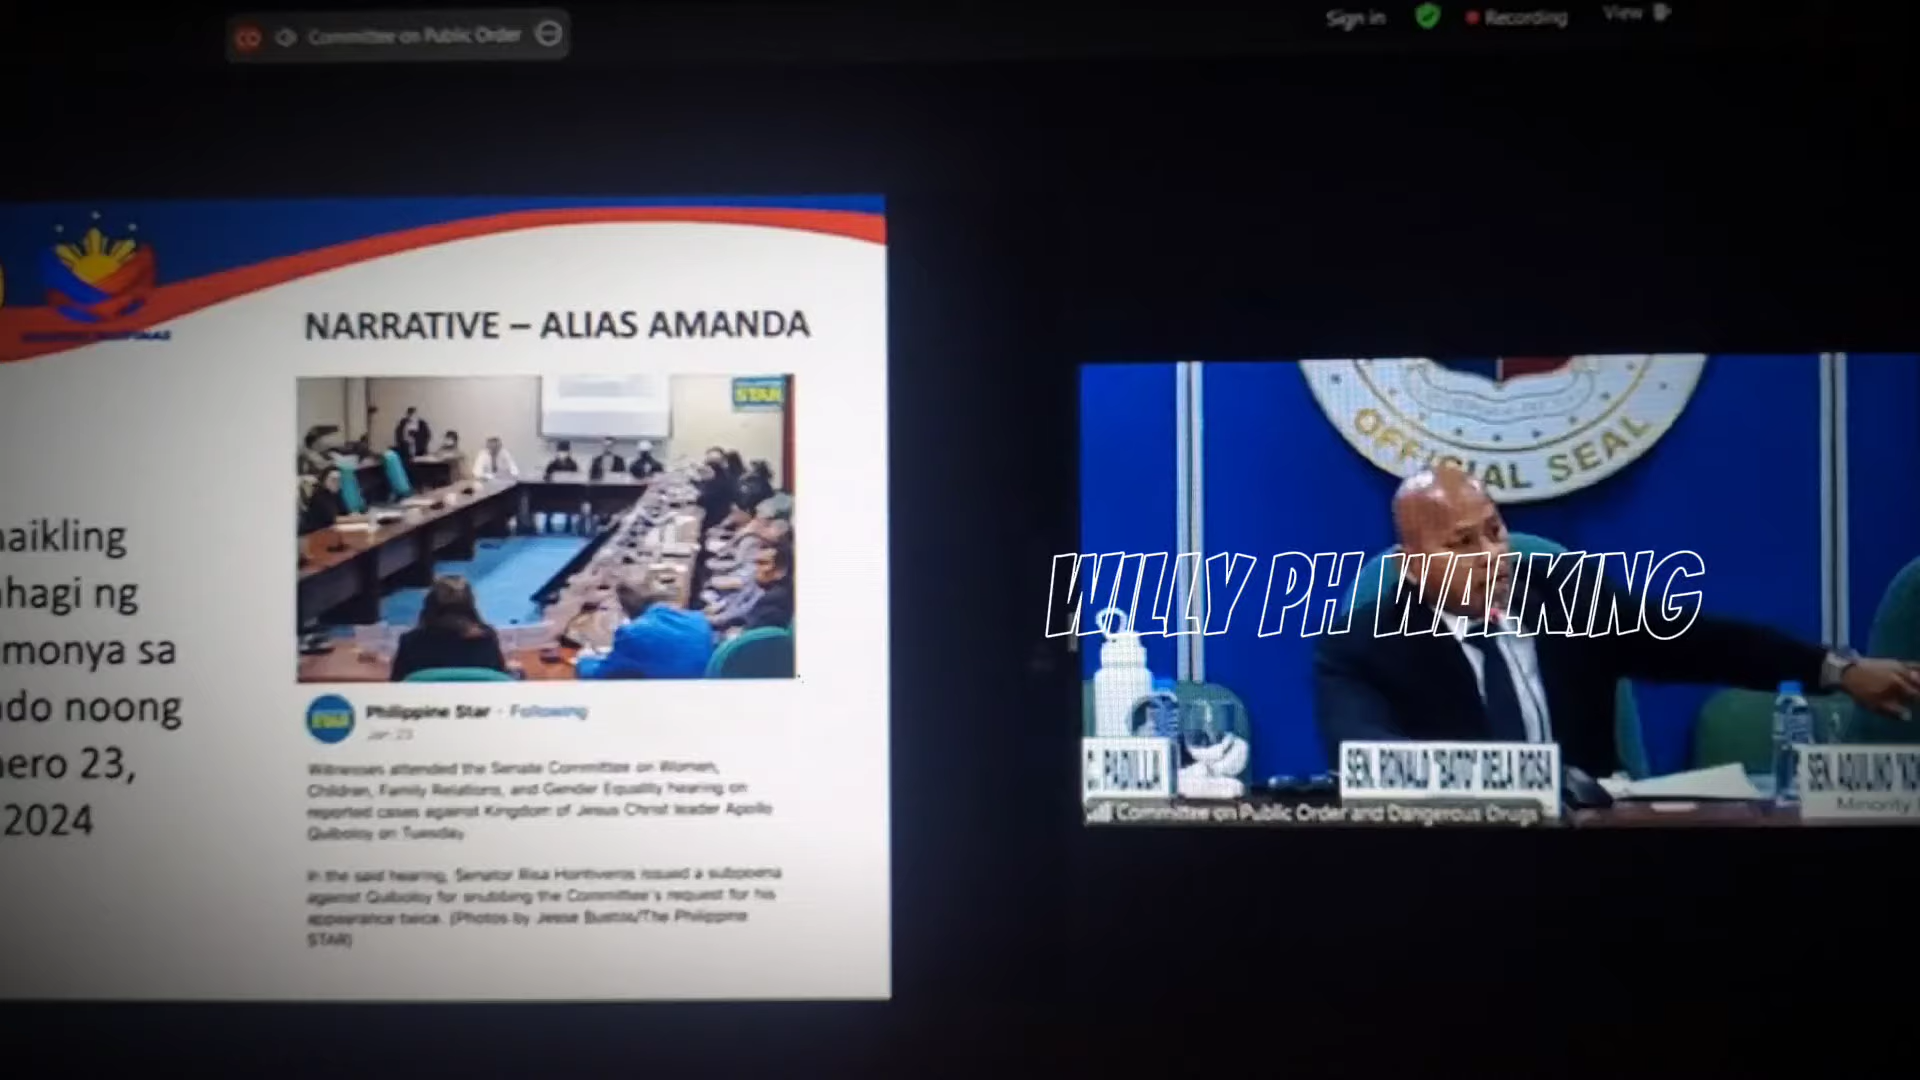 Committee on Public Order
Sign in
Recording
View
NARRATIVE – ALIAS AMANDA
STAR
aikling
hagi ng
monya sa
do noong
ero 23,
2024
Philippine Star - Following
Jan 23
Witnesses attended the Senate Committee on Women,
Children, Family Relations, and Gender Equality hearing on
reported cases against Kingdom of Jesus Christ leader Apollo
Quiboloy on Tuesday
In the said hearing, Senator Risa Hontiveros issued a subpoena
against Quiboloy for snubbing the Committee's request for his
appearance twice. (Photos by Jesse Bustos/The Philippine
STAR)
OFFICIAL SEAL
WILLY PH WALKING
PADILLA
SEN. RONALD "BATO" DELA ROSA
SEN. AQUILINO "KO
Minority
Committee on Public Order and Dangerous Drugs